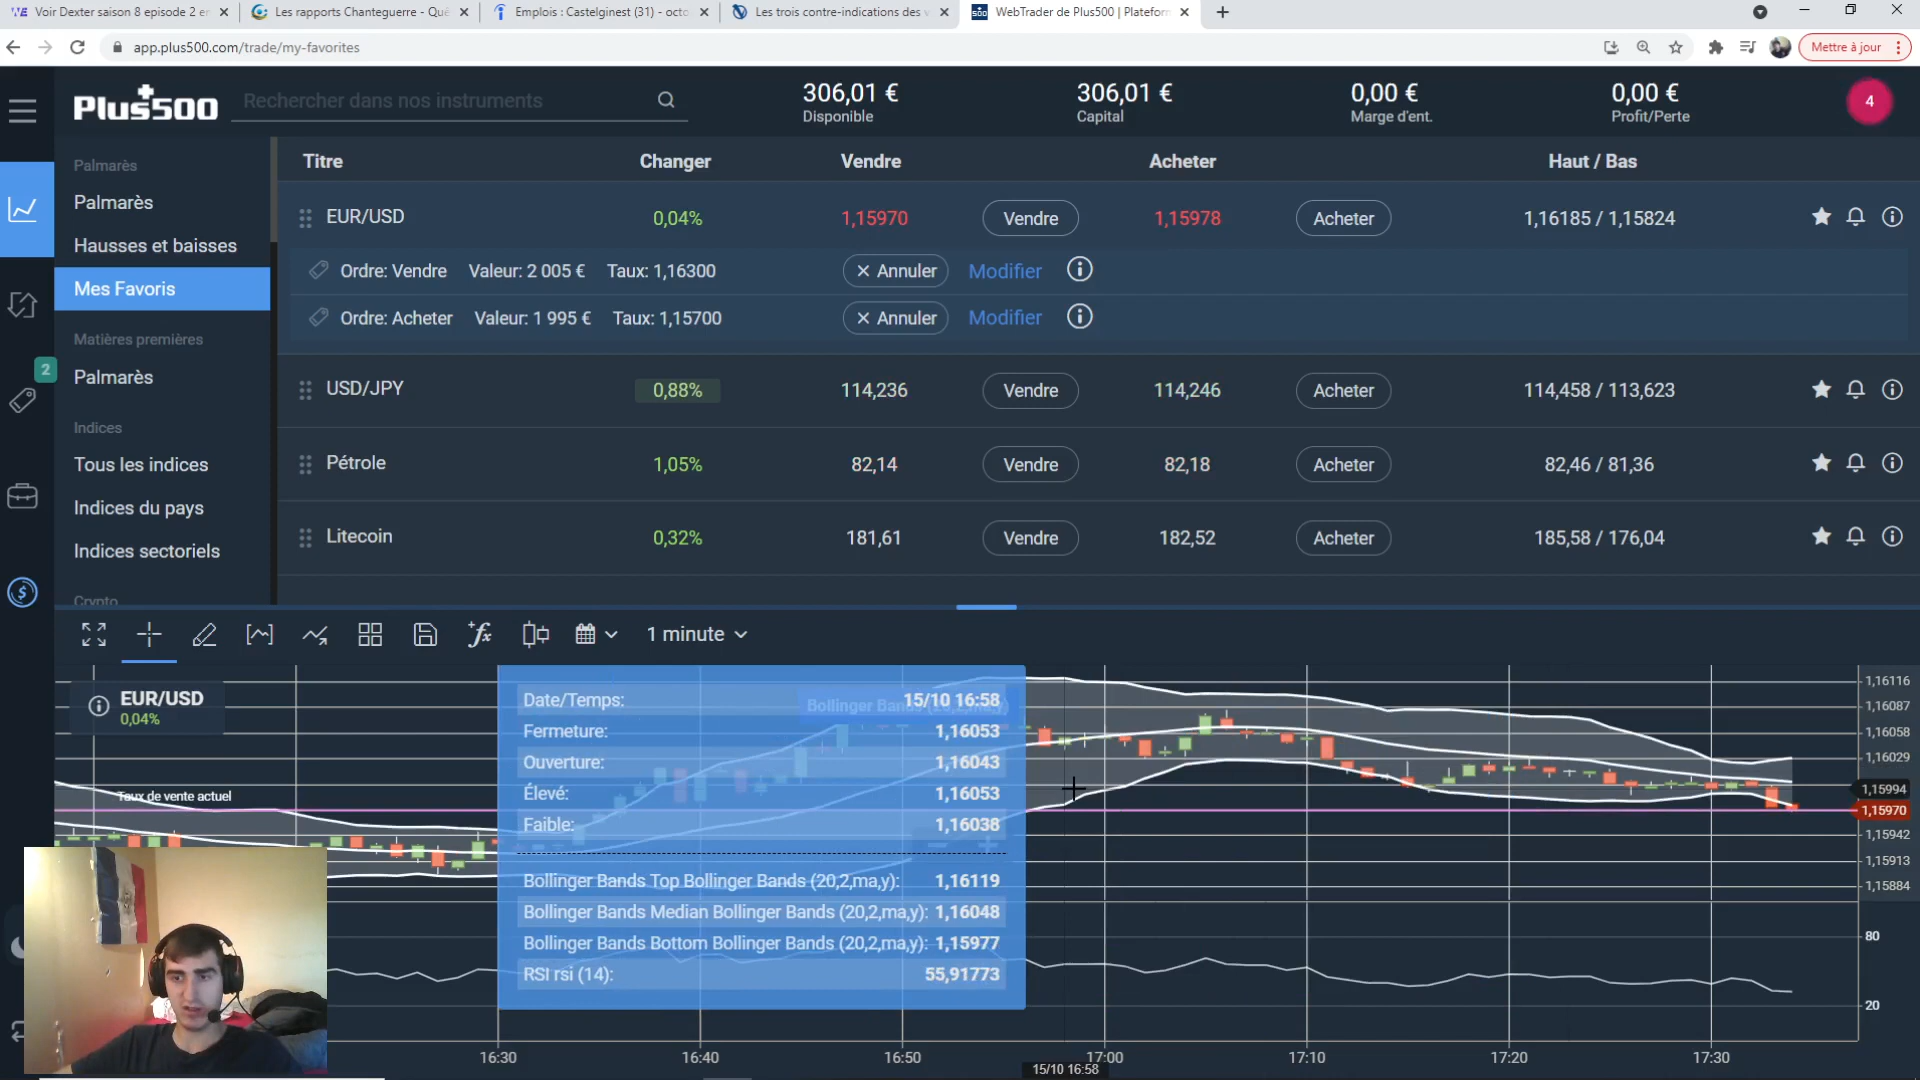 Voir Dexter saison 8 episode 2 en
Les rapports Chanteguerre - Qué
Emplois : Castelginest (31) - octo
Les trois contre-indications des v
WebTrader de Plus500 | Plateform
app.plus500.com/trade/my-favorites
Mettre à jour
Plus500
Rechercher dans nos instruments
306,01 €
Disponible
306,01 €
Capital
0,00 €
Marge d'ent.
0,00 €
Profit/Perte
4
Palmarès
Palmarès
Hausses et baisses
Mes Favoris
Matières premières
2
Palmarès
Indices
Tous les indices
Indices du pays
Indices sectoriels
Crypto
Titre Changer Vendre Acheter Haut / Bas
EUR/USD 0,04% 1,15970 Vendre 1,15978 Acheter 1,16185 / 1,15824
Ordre: Vendre Valeur: 2 005 € Taux: 1,16300 Annuler Modifier
Ordre: Acheter Valeur: 1 995 € Taux: 1,15700 Annuler Modifier
USD/JPY 0,88% 114,236 Vendre 114,246 Acheter 114,458 / 113,623
Pétrole 1,05% 82,14 Vendre 82,18 Acheter 82,46 / 81,36
Litecoin 0,32% 181,61 Vendre 182,52 Acheter 185,58 / 176,04
1 minute
EUR/USD
0,04%
Taux de vente actuel
Date/Temps: 15/10 16:58
Fermeture: 1,16053
Ouverture: 1,16043
Élevé: 1,16053
Faible: 1,16038
Bollinger Bands Top Bollinger Bands (20,2,ma,y): 1,16119
Bollinger Bands Median Bollinger Bands (20,2,ma,y): 1,16048
Bollinger Bands Bottom Bollinger Bands (20,2,ma,y): 1,15977
RSI rsi (14): 55,91773
Bollinger Bands (20,2,ma,y)
1,16116
1,16087
1,16058
1,16029
1,15994
1,15970
1,15942
1,15913
1,15884
80
20
16:30 16:40 16:50 17:00 17:10 17:20 17:30
15/10 16:58